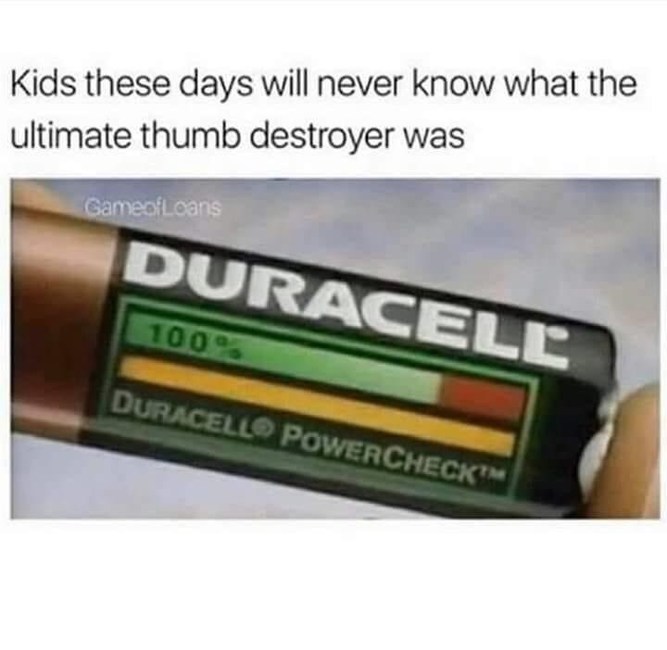 Kids these days will never know what the
ultimate thumb destroyer was
GameofLoans
DURACELL
100%
DURACELL® POWERCHECK™